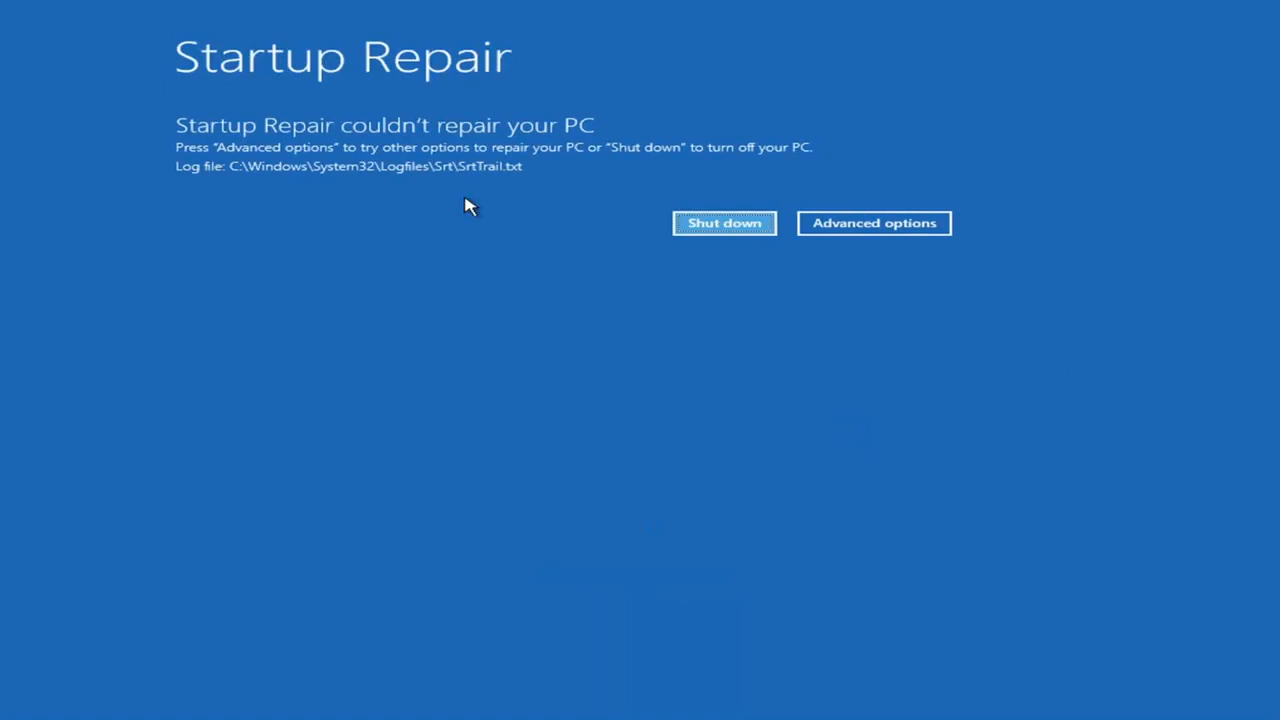 Startup Repair
Startup Repair couldn't repair your PC
Press “Advanced options” to try other options to repair your PC or “Shut down” to turn off your PC.
Log file: C:\Windows\System32\Logfiles\Srt\SrtTrail.txt
Shut down Advanced options